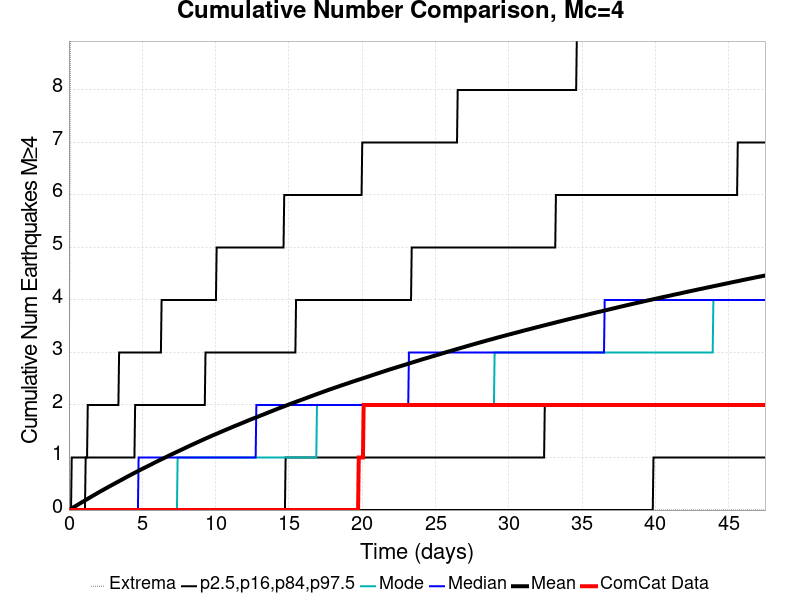 Cumulative Number Comparison, Mc=4
Cumulative Num Earthquakes M≥4
8
7
6
5
4
3
2
1
0
0 5 10 15 20 25 30 35 40 45
Time (days)
Extrema p2.5,p16,p84,p97.5 Mode Median Mean ComCat Data